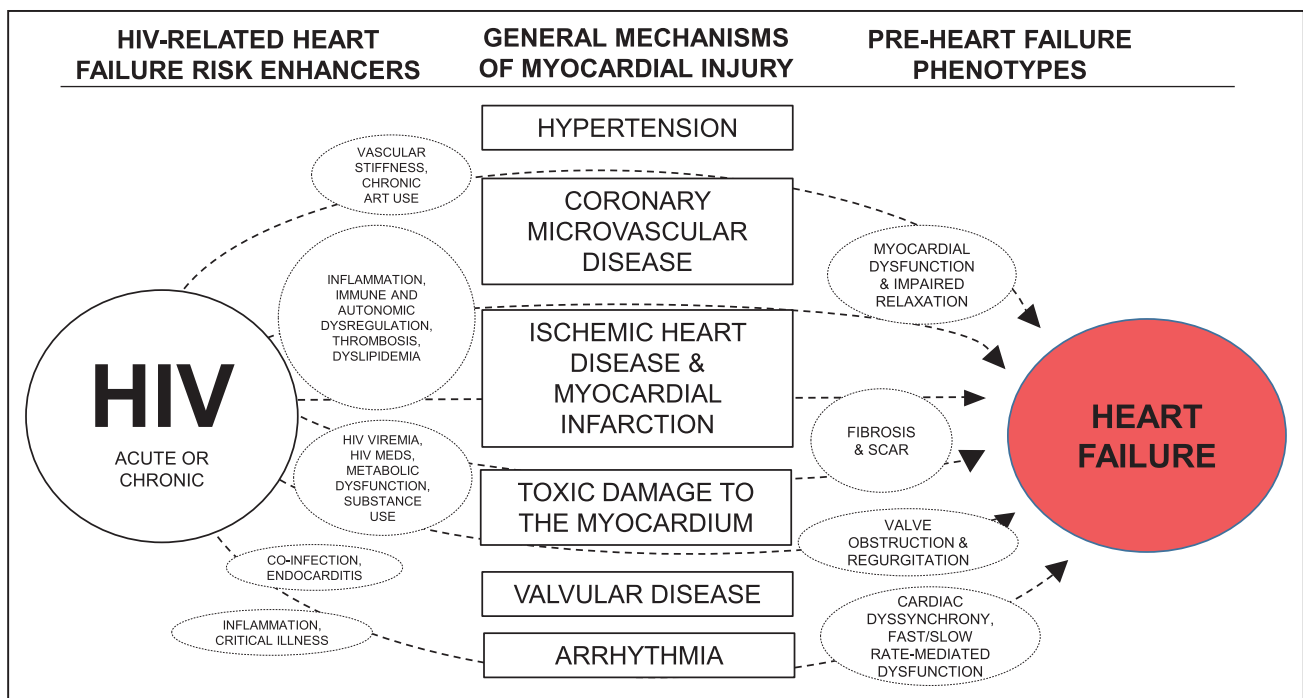 HIV-RELATED HEART
FAILURE RISK ENHANCERS
GENERAL MECHANISMS
OF MYOCARDIAL INJURY
PRE-HEART FAILURE
PHENOTYPES
HIV
ACUTE OR
CHRONIC
VASCULAR
STIFFNESS,
CHRONIC
ART USE
INFLAMMATION,
IMMUNE AND
AUTONOMIC
DYSREGULATION,
THROMBOSIS,
DYSLIPIDEMIA
HIV VIREMIA,
HIV MEDS,
METABOLIC
DYSFUNCTION,
SUBSTANCE
USE
CO-INFECTION,
ENDOCARDITIS
INFLAMMATION,
CRITICAL ILLNESS
HYPERTENSION
CORONARY
MICROVASCULAR
DISEASE
ISCHEMIC HEART
DISEASE &
MYOCARDIAL
INFARCTION
TOXIC DAMAGE TO
THE MYOCARDIUM
VALVULAR DISEASE
ARRHYTHMIA
MYOCARDIAL
DYSFUNCTION
& IMPAIRED
RELAXATION
FIBROSIS
& SCAR
VALVE
OBSTRUCTION &
REGURGITATION
CARDIAC
DYSSYNCHRONY,
FAST/SLOW
RATE-MEDIATED
DYSFUNCTION
HEART
FAILURE